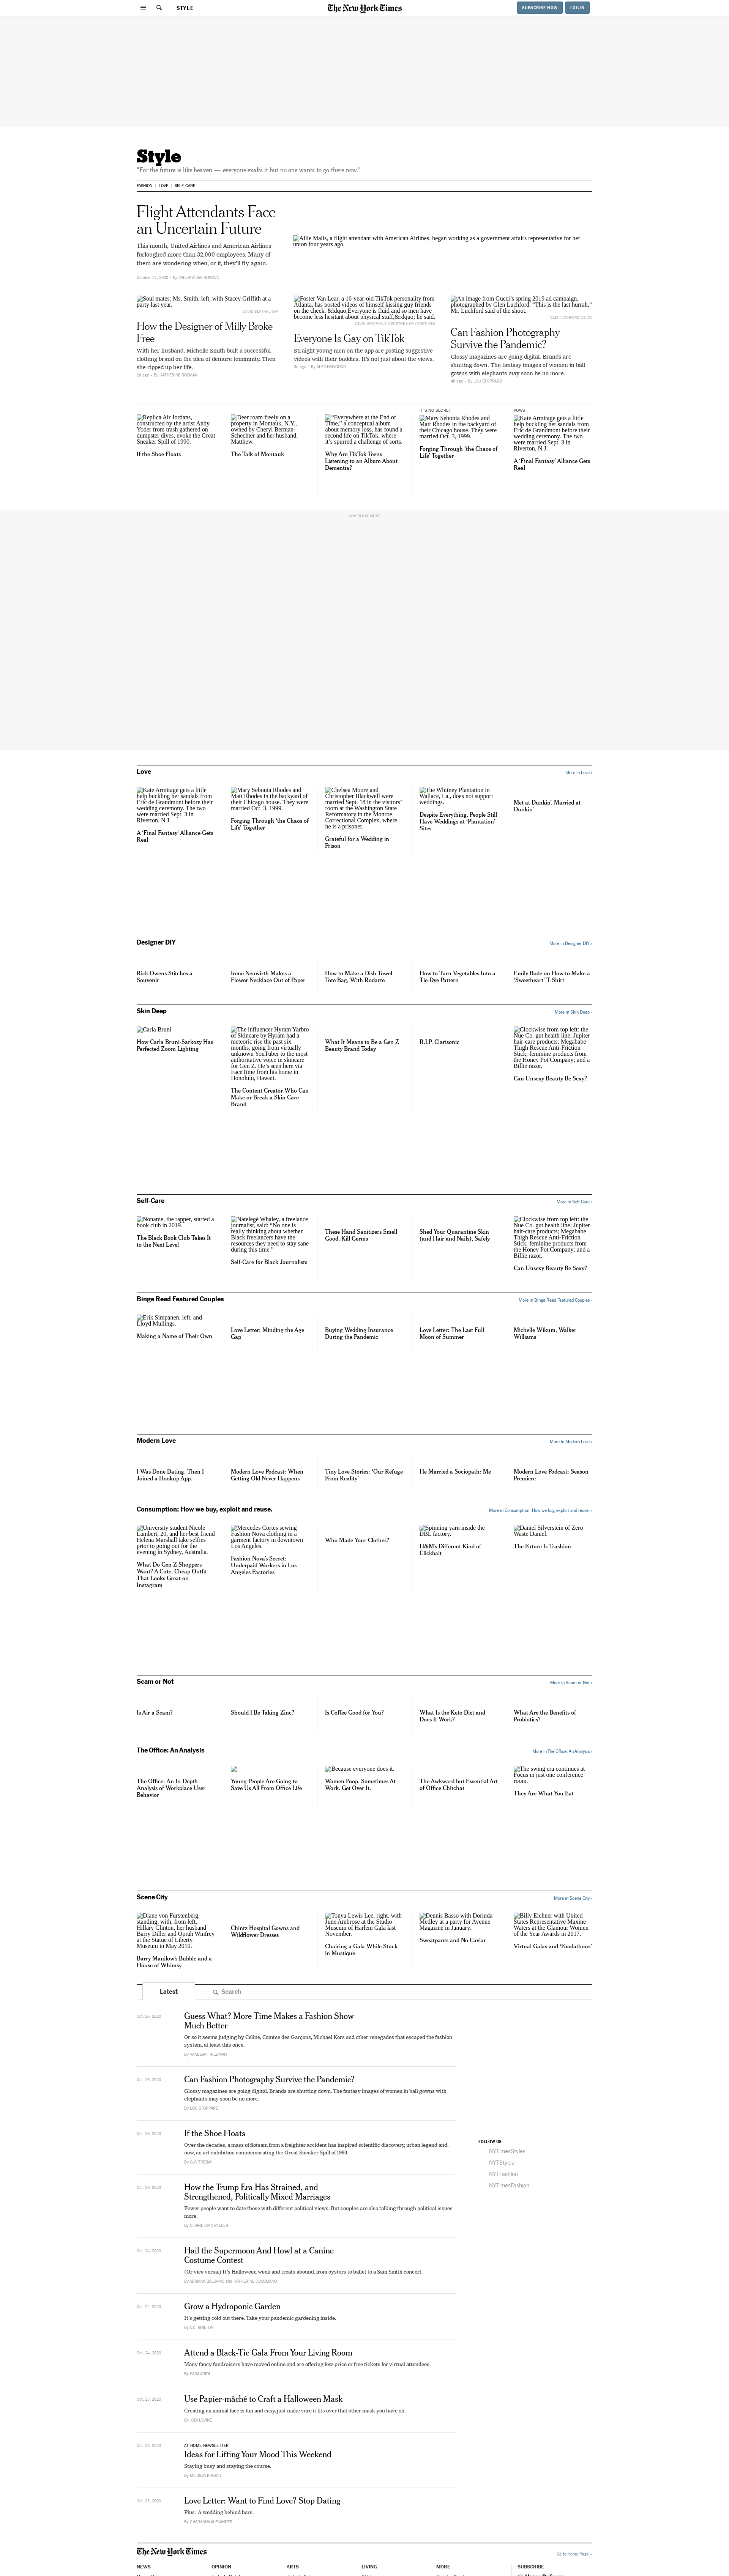 STYLE
The New York Times
SUBSCRIBE NOW
LOG IN
Style
"For the future is like heaven — everyone exalts it but no one wants to go there now."
FASHION
LOVE
SELF-CARE
Flight Attendants Face
an Uncertain Future
This month, United Airlines and American Airlines
furloughed more than 32,000 employees. Many of
them are wondering when, or if, they'll fly again.
October 21, 2020 · By VALERIYA SAFRONOVA
Allie Malis, a flight attendant with American Airlines, began working as a government affairs representative for her
union four years ago.
Soul mates: Ms. Smith, left, with Stacey Griffith at a
party last year.
How the Designer of Milly Broke
Free
With her husband, Michelle Smith built a successful
clothing brand on the idea of demure femininity. Then
she ripped up her life.
By KATHERINE ROSMAN
Foster Van Lear, a 16-year-old TikTok personality from
Atlanta, has posted videos of himself kissing guy friends
on the cheek. &ldquo;Everyone is fluid and so men have
become less hesitant about physical stuff,&rdquo; he said.
Everyone Is Gay on TikTok
Straight young men on the app are posting suggestive
videos with their buddies. It's not just about the views.
By ALEX HAWGOOD
An image from Gucci's spring 2019 ad campaign,
photographed by Glen Luchford. "This is the last hurrah,"
Mr. Luchford said of the shoot.
GLEN LUCHFORD/GUCCI
Can Fashion Photography
Survive the Pandemic?
Glossy magazines are going digital. Brands are
shutting down. The fantasy images of women in ball
gowns with emptyscapes may soon be no more.
By LOU STOPPARD
Replica Air Jordans,
constructed by the artist Andy
Yoder from trash gathered on
dumpster dives, evoke the Great
Sneaker Spill of 1990.
If the Shoe Floats
Deer roam freely on a
property in Montauk, N.Y.,
owned by Cheryl Berman-
Schechter and her husband,
Matthew.
The Talk of Montauk
"Everywhere at the End of
Time," a conceptual album
about memory loss, has found a
second life on TikTok, where
it's spurred a challenge of sorts.
Why Are TikTok Teens
Listening to an Album About
Dementia?
IT'S NO SECRET
Mary Sebonia Rhodes and
Matt Rhodes in the backyard of
their Chicago house. They were
married Oct. 3, 1999.
Forging Through 'the Chaos of
Life' Together
VOWS
Kate Armitage gets a little
help buckling her sandals from
Eric de Grandmont before their
wedding ceremony. The two
were married Sept. 3 in
Riverton, N.J.
A 'Final Fantasy' Alliance Gets
Real
ADVERTISEMENT
Love
More in Love ›
Kate Armitage gets a little
help buckling her sandals from
Eric de Grandmont before their
wedding ceremony. The two
were married Sept. 3 in
Riverton, N.J.
A 'Final Fantasy' Alliance Gets
Real
Mary Sebonia Rhodes and
Matt Rhodes in the backyard of
their Chicago house. They were
married Oct. 3, 1999.
Forging Through 'the Chaos of
Life' Together
Chelsea Moore and
Christopher Blackwell were
married Sept. 18 in the visitors'
room at the Washington State
Reformatory in the Monroe
Correctional Complex, where
he is a prisoner.
Grateful for a Wedding in
Prison
The Whitney Plantation in
Wallace, La., does not support
weddings.
Despite Everything, People Still
Have Weddings at 'Plantation'
Sites
Met at Dunkin', Married at
Dunkin'
Designer DIY
More in Designer DIY ›
Rick Owens Stitches a
Souvenir
Irene Neuwirth Makes a
Flower Necklace Out of Paper
How to Make a Dish Towel
Tote Bag, With Rodarte
How to Turn Vegetables Into a
Tie-Dye Pattern
Emily Bode on How to Make a
'Sweetheart' T-Shirt
Skin Deep
More in Skin Deep ›
Carla Bruni
How Carla Bruni-Sarkozy Has
Perfected Zoom Lighting
The influencer Hyram Yarbro
of Skincare by Hyram had a
meteoric rise the past six
months, going from virtually
unknown YouTuber to the most
authoritative voice in skincare
for Gen Z. He's seen here via
FaceTime from his home in
Honolulu, Hawaii.
The Content Creator Who Can
Make or Break a Skin Care
Brand
What It Means to Be a Gen Z
Beauty Brand Today
R.I.P. Clarisonic
Clockwise from top left: the
Nue Co. gut health line; Jupiter
hair-care products; Megababe
Thigh Rescue Anti-Friction
Stick; feminine products from
the Honey Pot Company; and a
Billie razor.
Can Unsexy Beauty Be Sexy?
Self-Care
More in Self-Care ›
Noname, the rapper, started a
book club in 2019.
The Black Book Club Takes It
to the Next Level
Natelegé Whaley, a freelance
journalist, said: "No one is
really thinking about whether
Black freelancers have the
resources they need to stay sane
during this time."
Self-Care for Black Journalists
These Hand Sanitizers Smell
Good, Kill Germs
Shed Your Quarantine Skin
(and Hair and Nails), Safely
Clockwise from top left: the
Nue Co. gut health line; Jupiter
hair-care products; Megababe
Thigh Rescue Anti-Friction
Stick; feminine products from
the Honey Pot Company; and a
Billie razor.
Can Unsexy Beauty Be Sexy?
Binge Read Featured Couples
More in Binge Read Featured Couples ›
Erik Simpanen, left, and
Lloyd Mullings.
Making a Name of Their Own
Love Letter: Minding the Age
Gap
Buying Wedding Insurance
During the Pandemic
Love Letter: The Last Full
Moon of Summer
Michelle Wikum, Walker
Williams
Modern Love
More in Modern Love ›
I Was Done Dating. Then I
Joined a Hookup App.
Modern Love Podcast: When
Getting Old Never Happens
Tiny Love Stories: 'Our Refuge
From Reality'
He Married a Sociopath: Me
Modern Love Podcast: Season
Premiere
Consumption: How we buy, exploit and reuse.
More in Consumption: How we buy, exploit and reuse. ›
University student Nicole
Lambert, 20, and her best friend
Helena Marshall take selfies
prior to going out for the
evening in Sydney, Australia.
What Do Gen Z Shoppers
Want? A Cute, Cheap Outfit
That Looks Great on
Instagram
Mercedes Cortes sewing
Fashion Nova clothing in a
garment factory in downtown
Los Angeles.
Fashion Nova's Secret:
Underpaid Workers in Los
Angeles Factories
Who Made Your Clothes?
Spinning yarn inside the
DBL factory.
H&M's Different Kind of
Clickbait
Daniel Silverstein of Zero
Waste Daniel.
The Future Is Trashion
Scam or Not
More in Scam or Not ›
Is Air a Scam?
Should I Be Taking Zinc?
Is Coffee Good for You?
What Is the Keto Diet and
Does It Work?
What Are the Benefits of
Probiotics?
The Office: An Analysis
More in The Office: An Analysis ›
The Office: An In-Depth
Analysis of Workplace User
Behavior
Young People Are Going to
Save Us All From Office Life
Because everyone does it.
Women Poop. Sometimes At
Work. Get Over It.
The Awkward but Essential Art
of Office Chitchat
The swing era continues at
Focus in just one conference
room.
They Are What You Eat
Scene City
More in Scene City ›
Diane von Furstenberg,
standing, with, from left,
Hillary Clinton, her husband
Barry Diller and Oprah Winfrey
at the Statue of Liberty
Museum in May 2019.
Barry Manilow's Bubble and a
House of Whimsy
Chintz Hospital Gowns and
Wildflower Dresses
Tonya Lewis Lee, right, with
June Ambrose at the Studio
Museum of Harlem Gala last
November.
Chairing a Gala While Stuck
in Mustique
Dennis Basso with Dorinda
Medley at a party for Avenue
Magazine in January.
Sweatpants and No Caviar
Billy Eichner with United
States Representative Maxine
Waters at the Glamour Women
of the Year Awards in 2017.
Virtual Galas and 'Foodathons'
Latest
Search
Oct. 26, 2020
Guess What? More Time Makes a Fashion Show
Much Better
Or so it seems judging by Celine, Comme des Garçons, Michael Kors and other renegades that escaped the fashion
system, at least this once.
By VANESSA FRIEDMAN
Oct. 26, 2020
Can Fashion Photography Survive the Pandemic?
Glossy magazines are going digital. Brands are shutting down. The fantasy images of women in ball gowns with
emptyscapes may soon be no more.
By LOU STOPPARD
If the Shoe Floats
Over the decades, a mass of flotsam from a freighter accident has inspired scientific discovery, urban legend and,
now, an art exhibition commemorating the Great Sneaker Spill of 1990.
By GUY TREBAY
How the Trump Era Has Strained, and
Strengthened, Politically Mixed Marriages
Fewer people want to date those with different political views. But couples are also talking through political issues
more.
By CLAIRE CAIN MILLER
Hail the Supermoon And Howl at a Canine
Costume Contest
(Or vice versa.) It's Halloween week and treats abound, from oysters to ballet to a Sam Smith concert.
By ADRIANA BALSAMO and KATHERINE CUSUMANO
Grow a Hydroponic Garden
It's getting cold out there. Take your pandemic gardening inside.
By A.C. SHILTON
Oct. 24, 2020
Attend a Black-Tie Gala From Your Living Room
Many fancy fundraisers have moved online and are offering low-price or free tickets for virtual attendees.
By SARA ARIDI
Oct. 23, 2020
Use Papier-mâché to Craft a Halloween Mask
Creating an animal face is fun and easy, just make sure it fits over that other mask you have on.
By JODI LEVINE
Oct. 23, 2020
AT HOME NEWSLETTER
Ideas for Lifting Your Mood This Weekend
Staying busy and staying the course.
By MELISSA KIRSCH
Oct. 23, 2020
Love Letter: Want to Find Love? Stop Dating
Plus: A wedding behind bars.
By CHARANNA ALEXANDER
FOLLOW US
NYTimesStyles
NYTStyles
NYTFashion
NYTimesFashion
The New York Times
Go to Home Page »
NEWS
OPINION
ARTS
LIVING
MORE
SUBSCRIBE